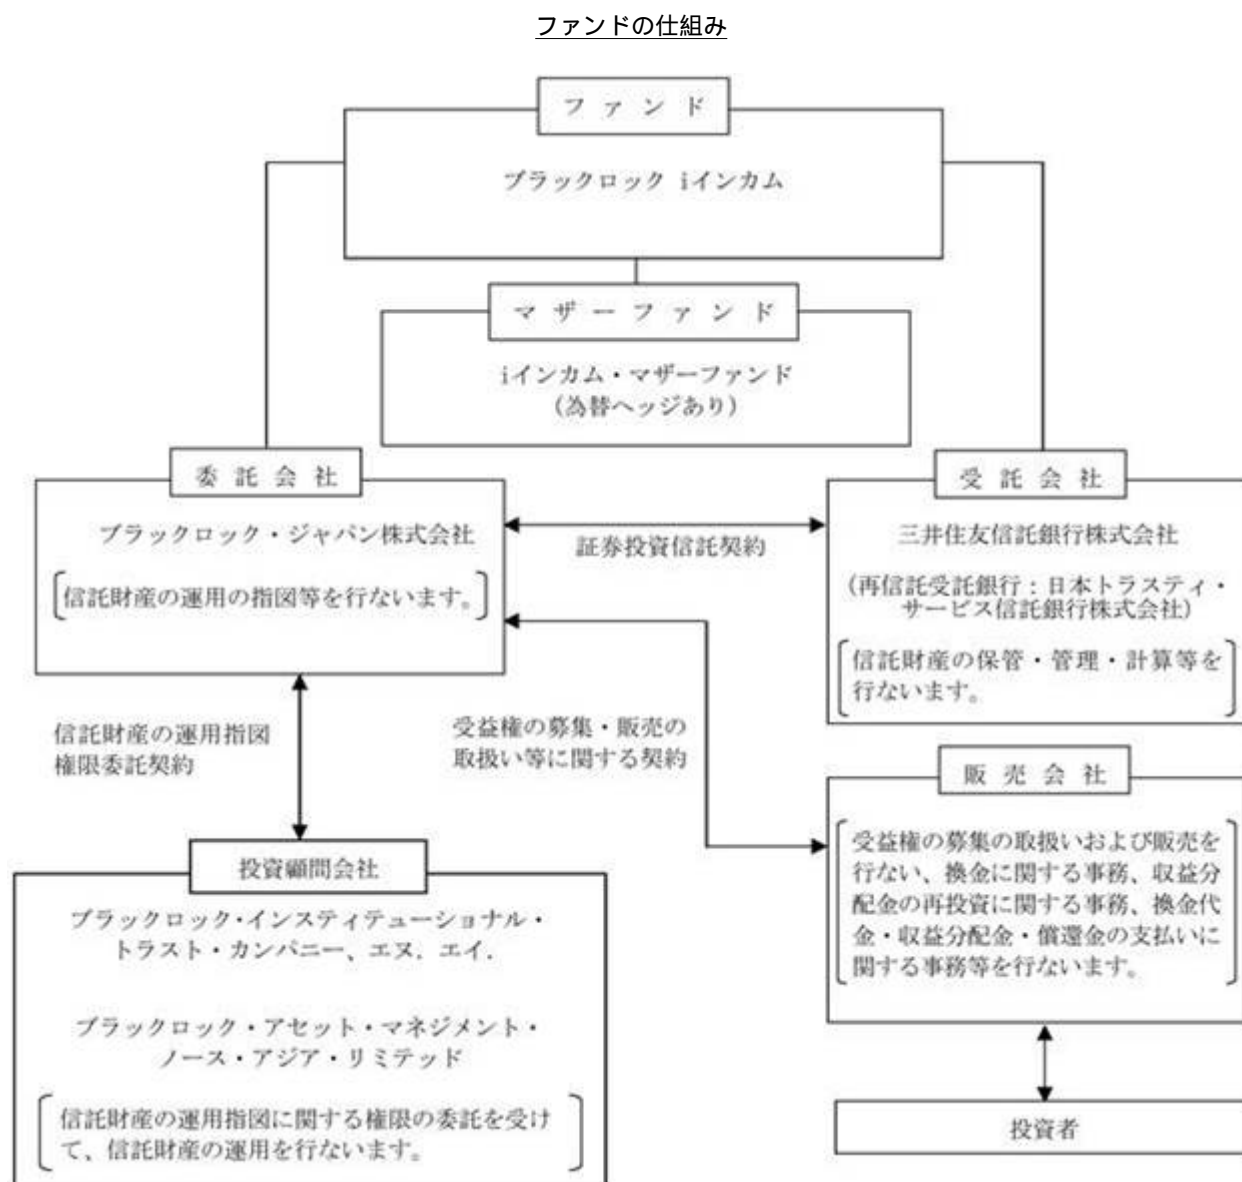 ファンドの仕組み
ファンド
ブラックロック iインカム
マザーファンド
iインカム・マザーファンド
（為替ヘッジあり）
委託会社
ブラックロック・ジャパン株式会社
信託財産の運用の指図等を行ないます。
証券投資信託契約
受託会社
三井住友信託銀行株式会社
（再信託受託銀行：日本トラスティ・
サービス信託銀行株式会社）
信託財産の保管・管理・計算等を
行ないます。
信託財産の運用指図
権限委託契約
受益権の募集・販売の
取扱い等に関する契約
販売会社
受益権の募集の取扱いおよび販売を
行ない、換金に関する事務、収益分
配金の再投資に関する事務、換金代
金・収益分配金・償還金の支払いに
関する事務等を行ないます。
投資顧問会社
ブラックロック・インスティテューショナル・
トラスト・カンパニー、エヌ．エイ．
ブラックロック・アセット・マネジメント・
ノース・アジア・リミテッド
信託財産の運用指図に関する権限の委託を受け
て、信託財産の運用を行ないます。
投資者